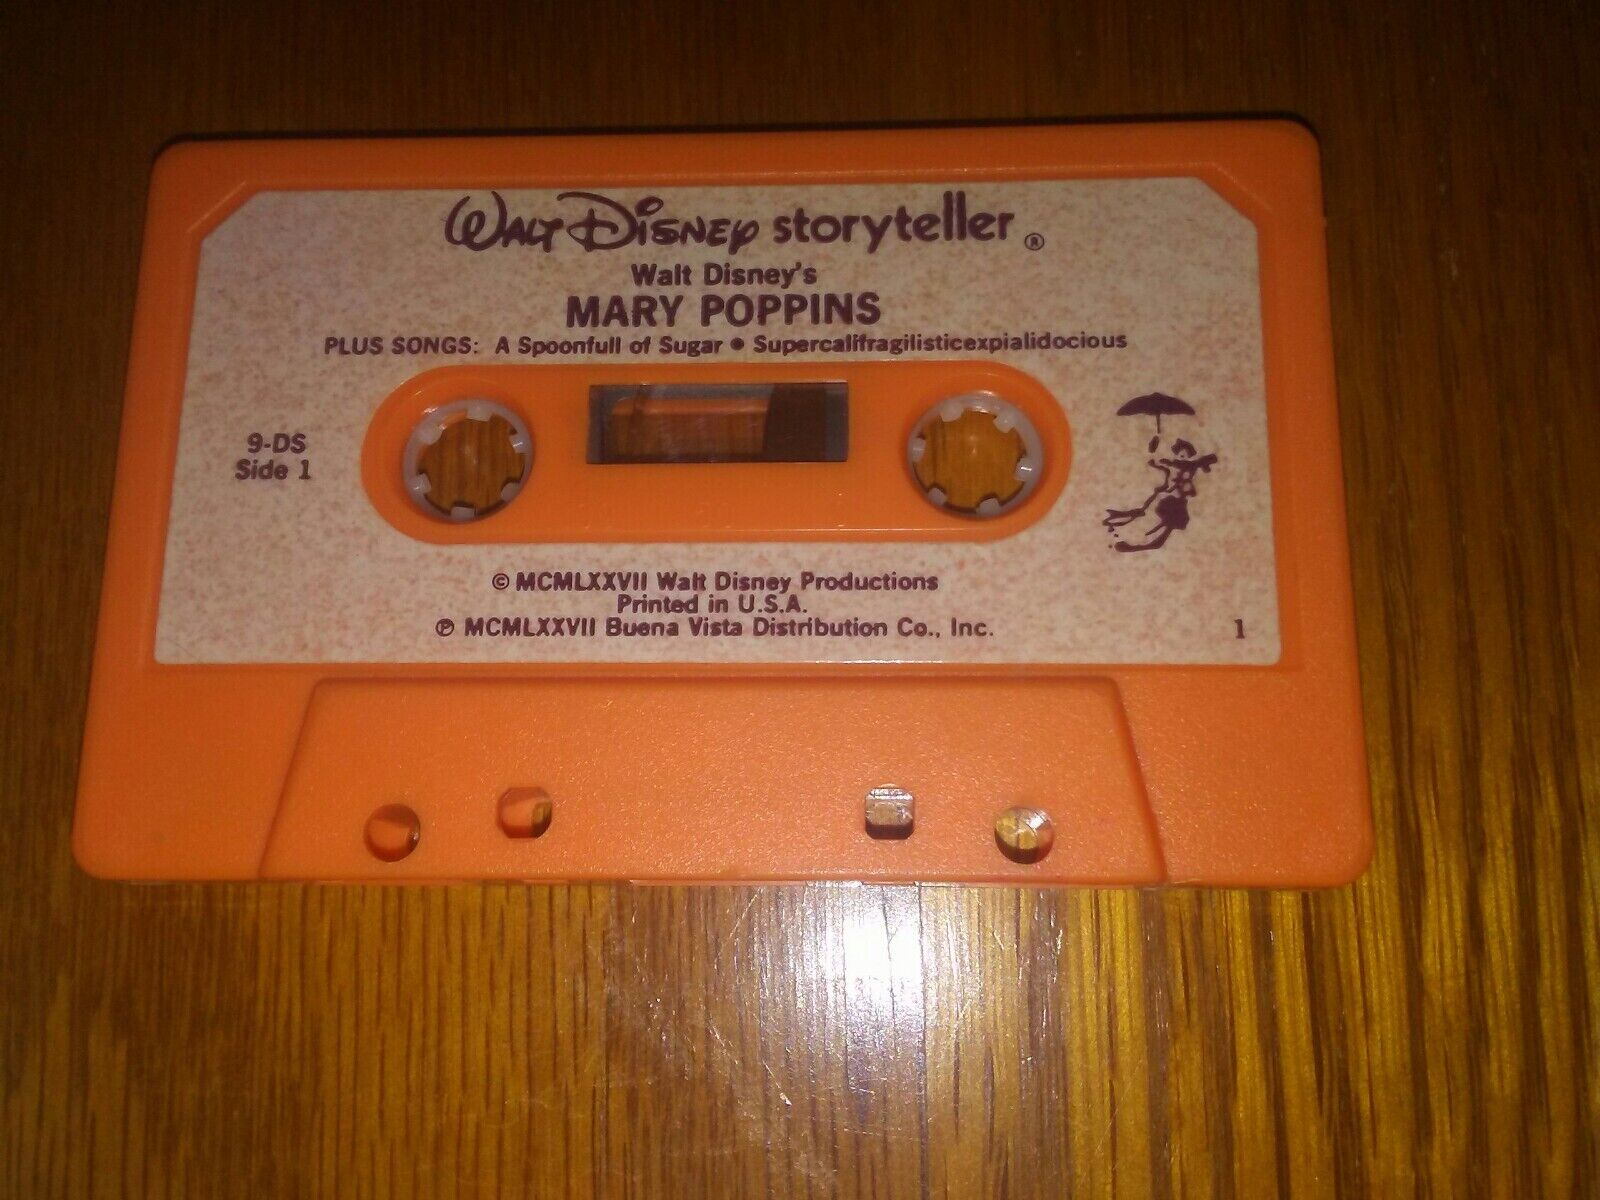 Walt Disney storyteller ®
Walt Disney's
MARY POPPINS
PLUS SONGS: A Spoonfull of Sugar • Supercalifragilisticexpialidocious
9-DS
Side 1
© MCMLXXVII Walt Disney Productions
Printed in U.S.A.
℗ MCMLXXVII Buena Vista Distribution Co., Inc.
1